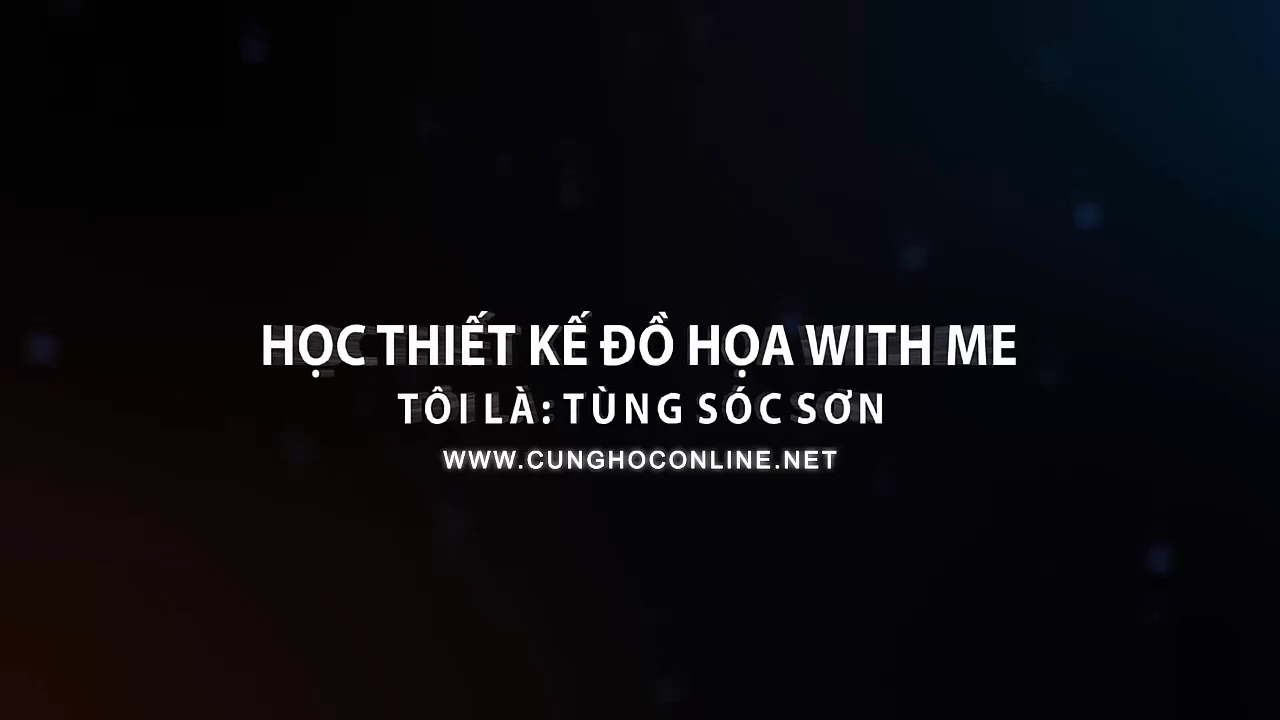 HỌC THIẾT KẾ ĐỒ HỌA WITH ME
TÔI LÀ: TÙNG SÓC SƠN
WWW.CUNGHOCONLINE.NET